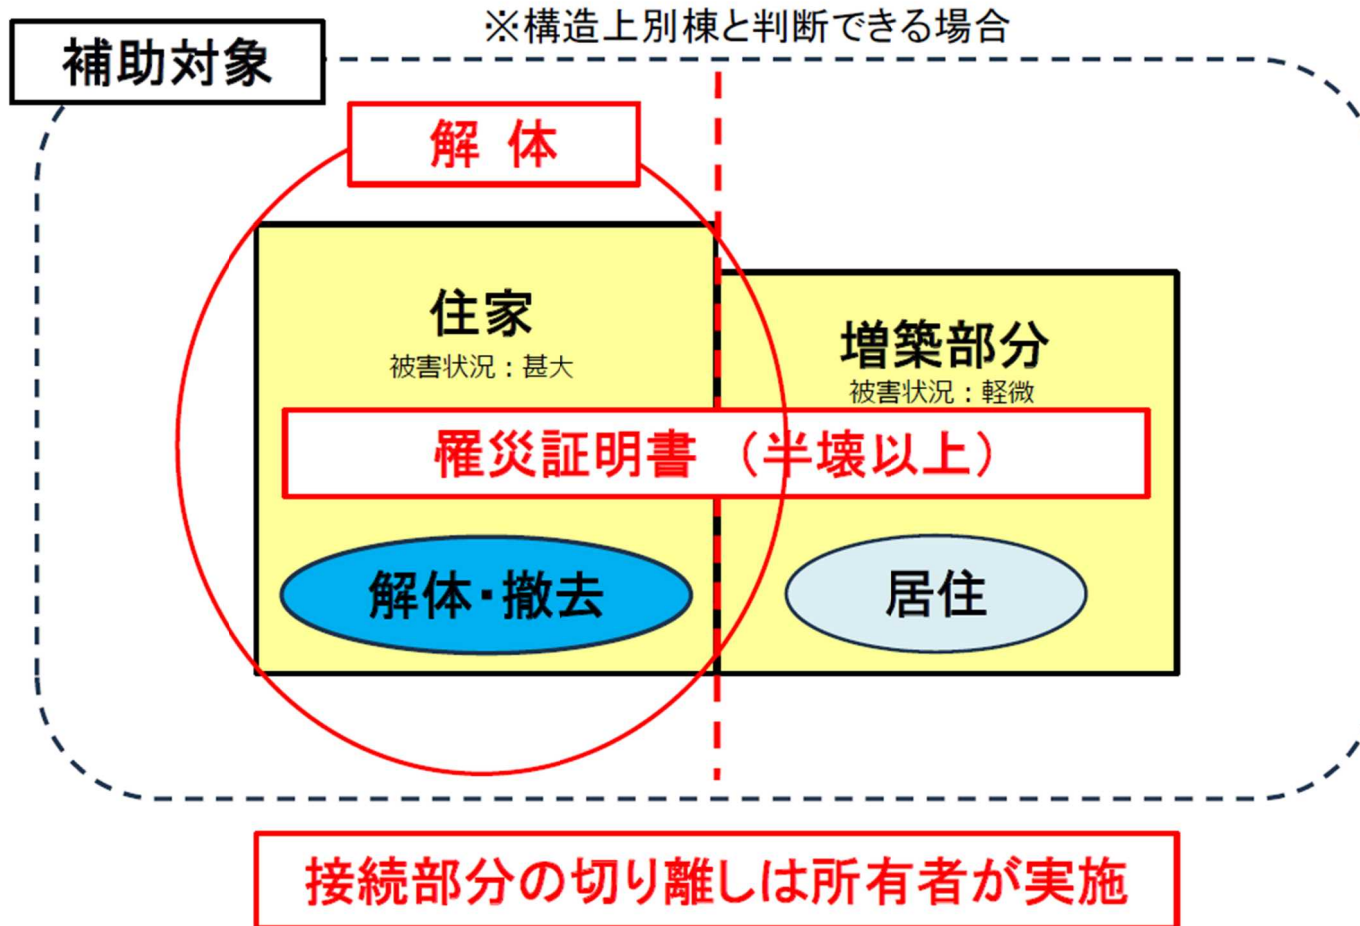 ※構造上別棟と判断できる場合
補助対象
解 体
住家
被害状況：甚大
増築部分
被害状況：軽微
罹災証明書 （半壊以上）
解体・撤去
居住
接続部分の切り離しは所有者が実施